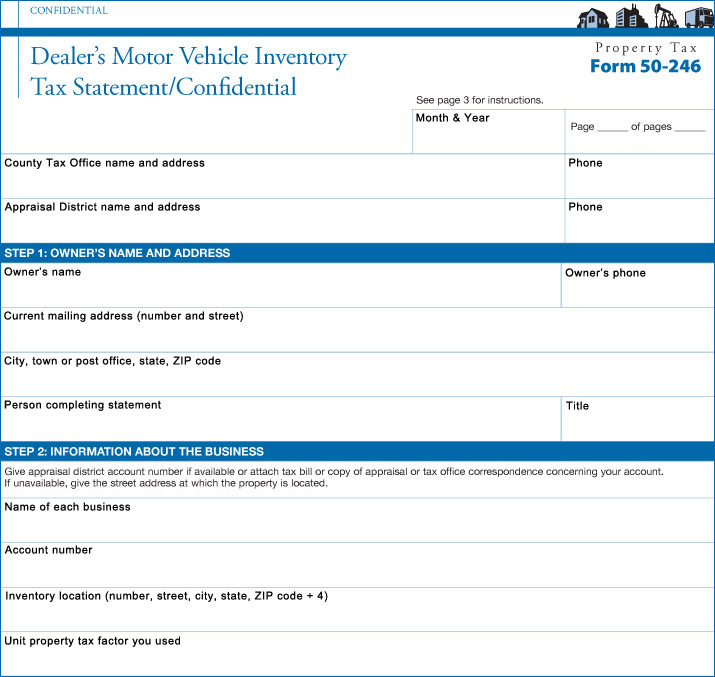 CONFIDENTIAL
Dealer's Motor Vehicle Inventory
Tax Statement/Confidential
Property Tax
Form 50-246
See page 3 for instructions.
Month & Year
Page _____ of pages _____
County Tax Office name and address
Phone
Appraisal District name and address
Phone
STEP 1: OWNER'S NAME AND ADDRESS
Owner's name
Owner's phone
Current mailing address (number and street)
City, town or post office, state, ZIP code
Person completing statement
Title
STEP 2: INFORMATION ABOUT THE BUSINESS
Give appraisal district account number if available or attach tax bill or copy of appraisal or tax office correspondence concerning your account.
If unavailable, give the street address at which the property is located.
Name of each business
Account number
Inventory location (number, street, city, state, ZIP code + 4)
Unit property tax factor you used